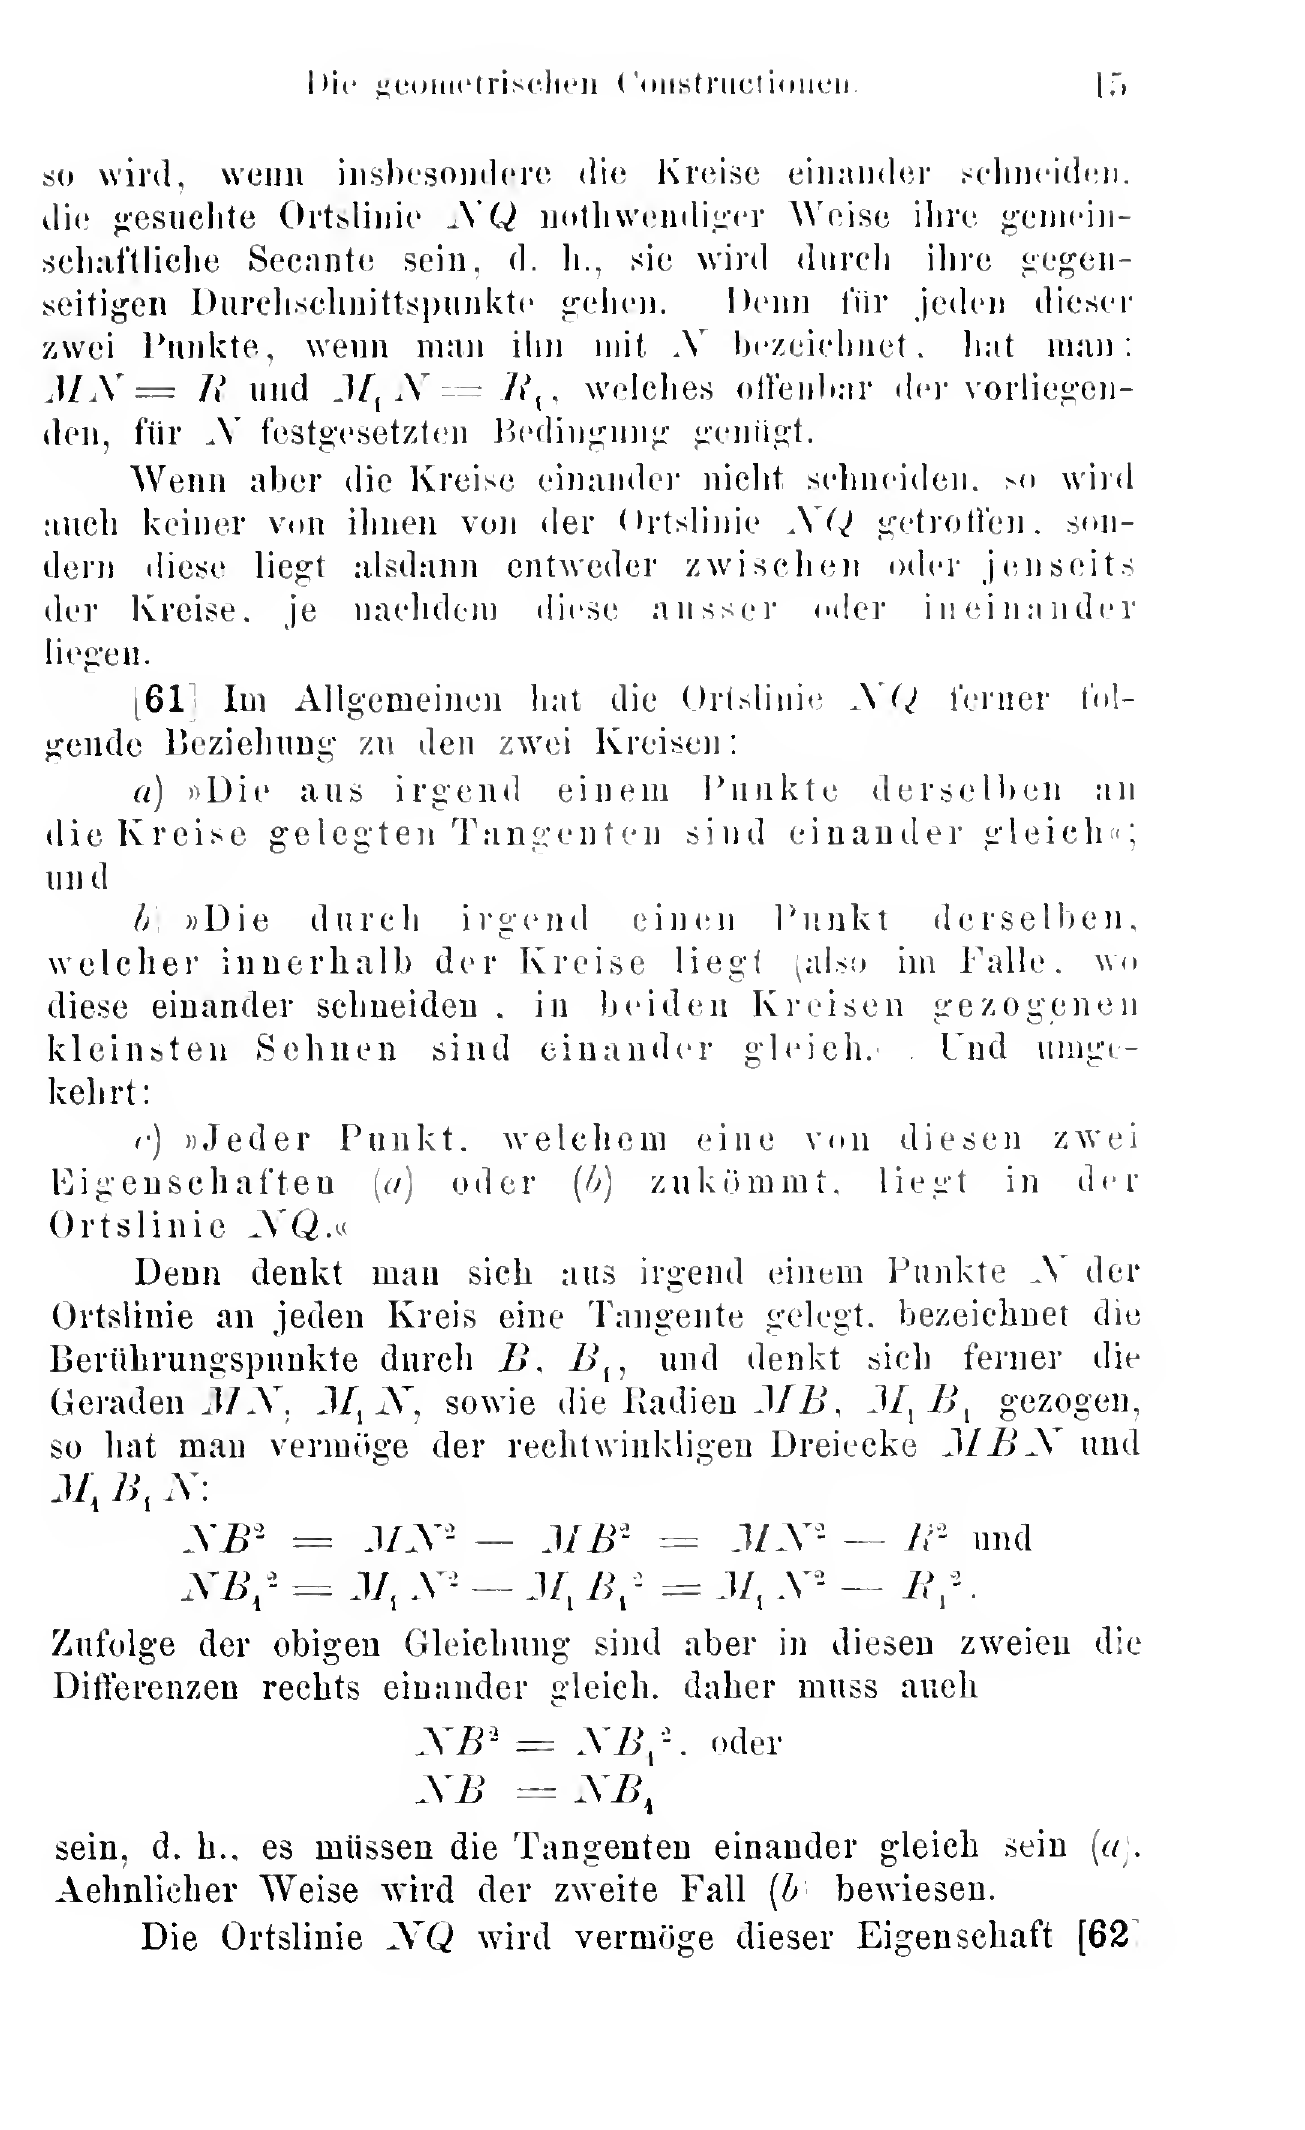 Die geometrischen Constructionen. 15
so wird, wenn insbesondere die Kreise einander schneiden,
die gesuchte Ortslinie NQ nothwendiger Weise ihre gemein-
schaftliche Secante sein, d. h., sie wird durch ihre gegen-
seitigen Durchschnittspunkte gehen. Denn für jeden dieser
zwei Punkte, wenn man ihn mit N bezeichnet, hat man:
MN = R und M₁N = R₁, welches offenbar der vorliegen-
den, für N festgesetzten Bedingung genügt.
Wenn aber die Kreise einander nicht schneiden, so wird
auch keiner von ihnen von der Ortslinie NQ getroffen, son-
dern diese liegt alsdann entweder zwischen oder jenseits
der Kreise, je nachdem diese ausser oder ineinander
liegen.
[61] Im Allgemeinen hat die Ortslinie NQ ferner fol-
gende Beziehung zu den zwei Kreisen:
a) »Die aus irgend einem Punkte derselben an
die Kreise gelegten Tangenten sind einander gleich«;
und
b) »Die durch irgend einen Punkt derselben,
welcher innerhalb der Kreise liegt (also im Falle, wo
diese einander schneiden), in beiden Kreisen gezogenen
kleinsten Sehnen sind einander gleich.« Und umge-
kehrt:
c) »Jeder Punkt, welchem eine von diesen zwei
Eigenschaften (a) oder (b) zukömmt, liegt in der
Ortslinie NQ.«
Denn denkt man sich aus irgend einem Punkte N der
Ortslinie an jeden Kreis eine Tangente gelegt, bezeichnet die
Berührungspunkte durch B, B₁, und denkt sich ferner die
Geraden MN, M₁N, sowie die Radien MB, M₁B₁ gezogen,
so hat man vermöge der rechtwinkligen Dreiecke MBN und
M₁B₁N:
NB² = MN² — MB² = MN² — R² und
NB₁² = M₁N² — M₁B₁² = M₁N² — R₁².
Zufolge der obigen Gleichung sind aber in diesen zweien die
Differenzen rechts einander gleich, daher muss auch
NB² = NB₁², oder
NB = NB₁
sein, d. h., es müssen die Tangenten einander gleich sein (a).
Aehnlicher Weise wird der zweite Fall (b) bewiesen.
Die Ortslinie NQ wird vermöge dieser Eigenschaft [62]